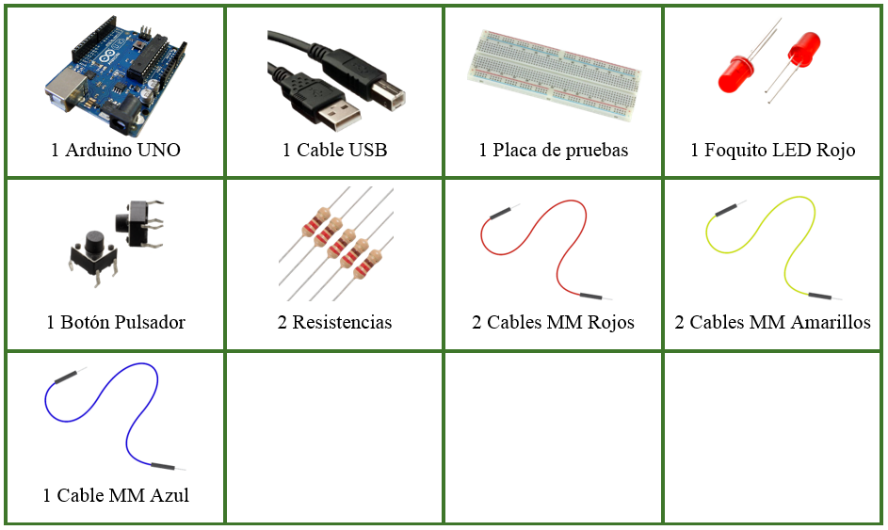 1 Arduino UNO
1 Cable USB
1 Placa de pruebas
1 Foquito LED Rojo
1 Botón Pulsador
2 Resistencias
2 Cables MM Rojos
2 Cables MM Amarillos
1 Cable MM Azul